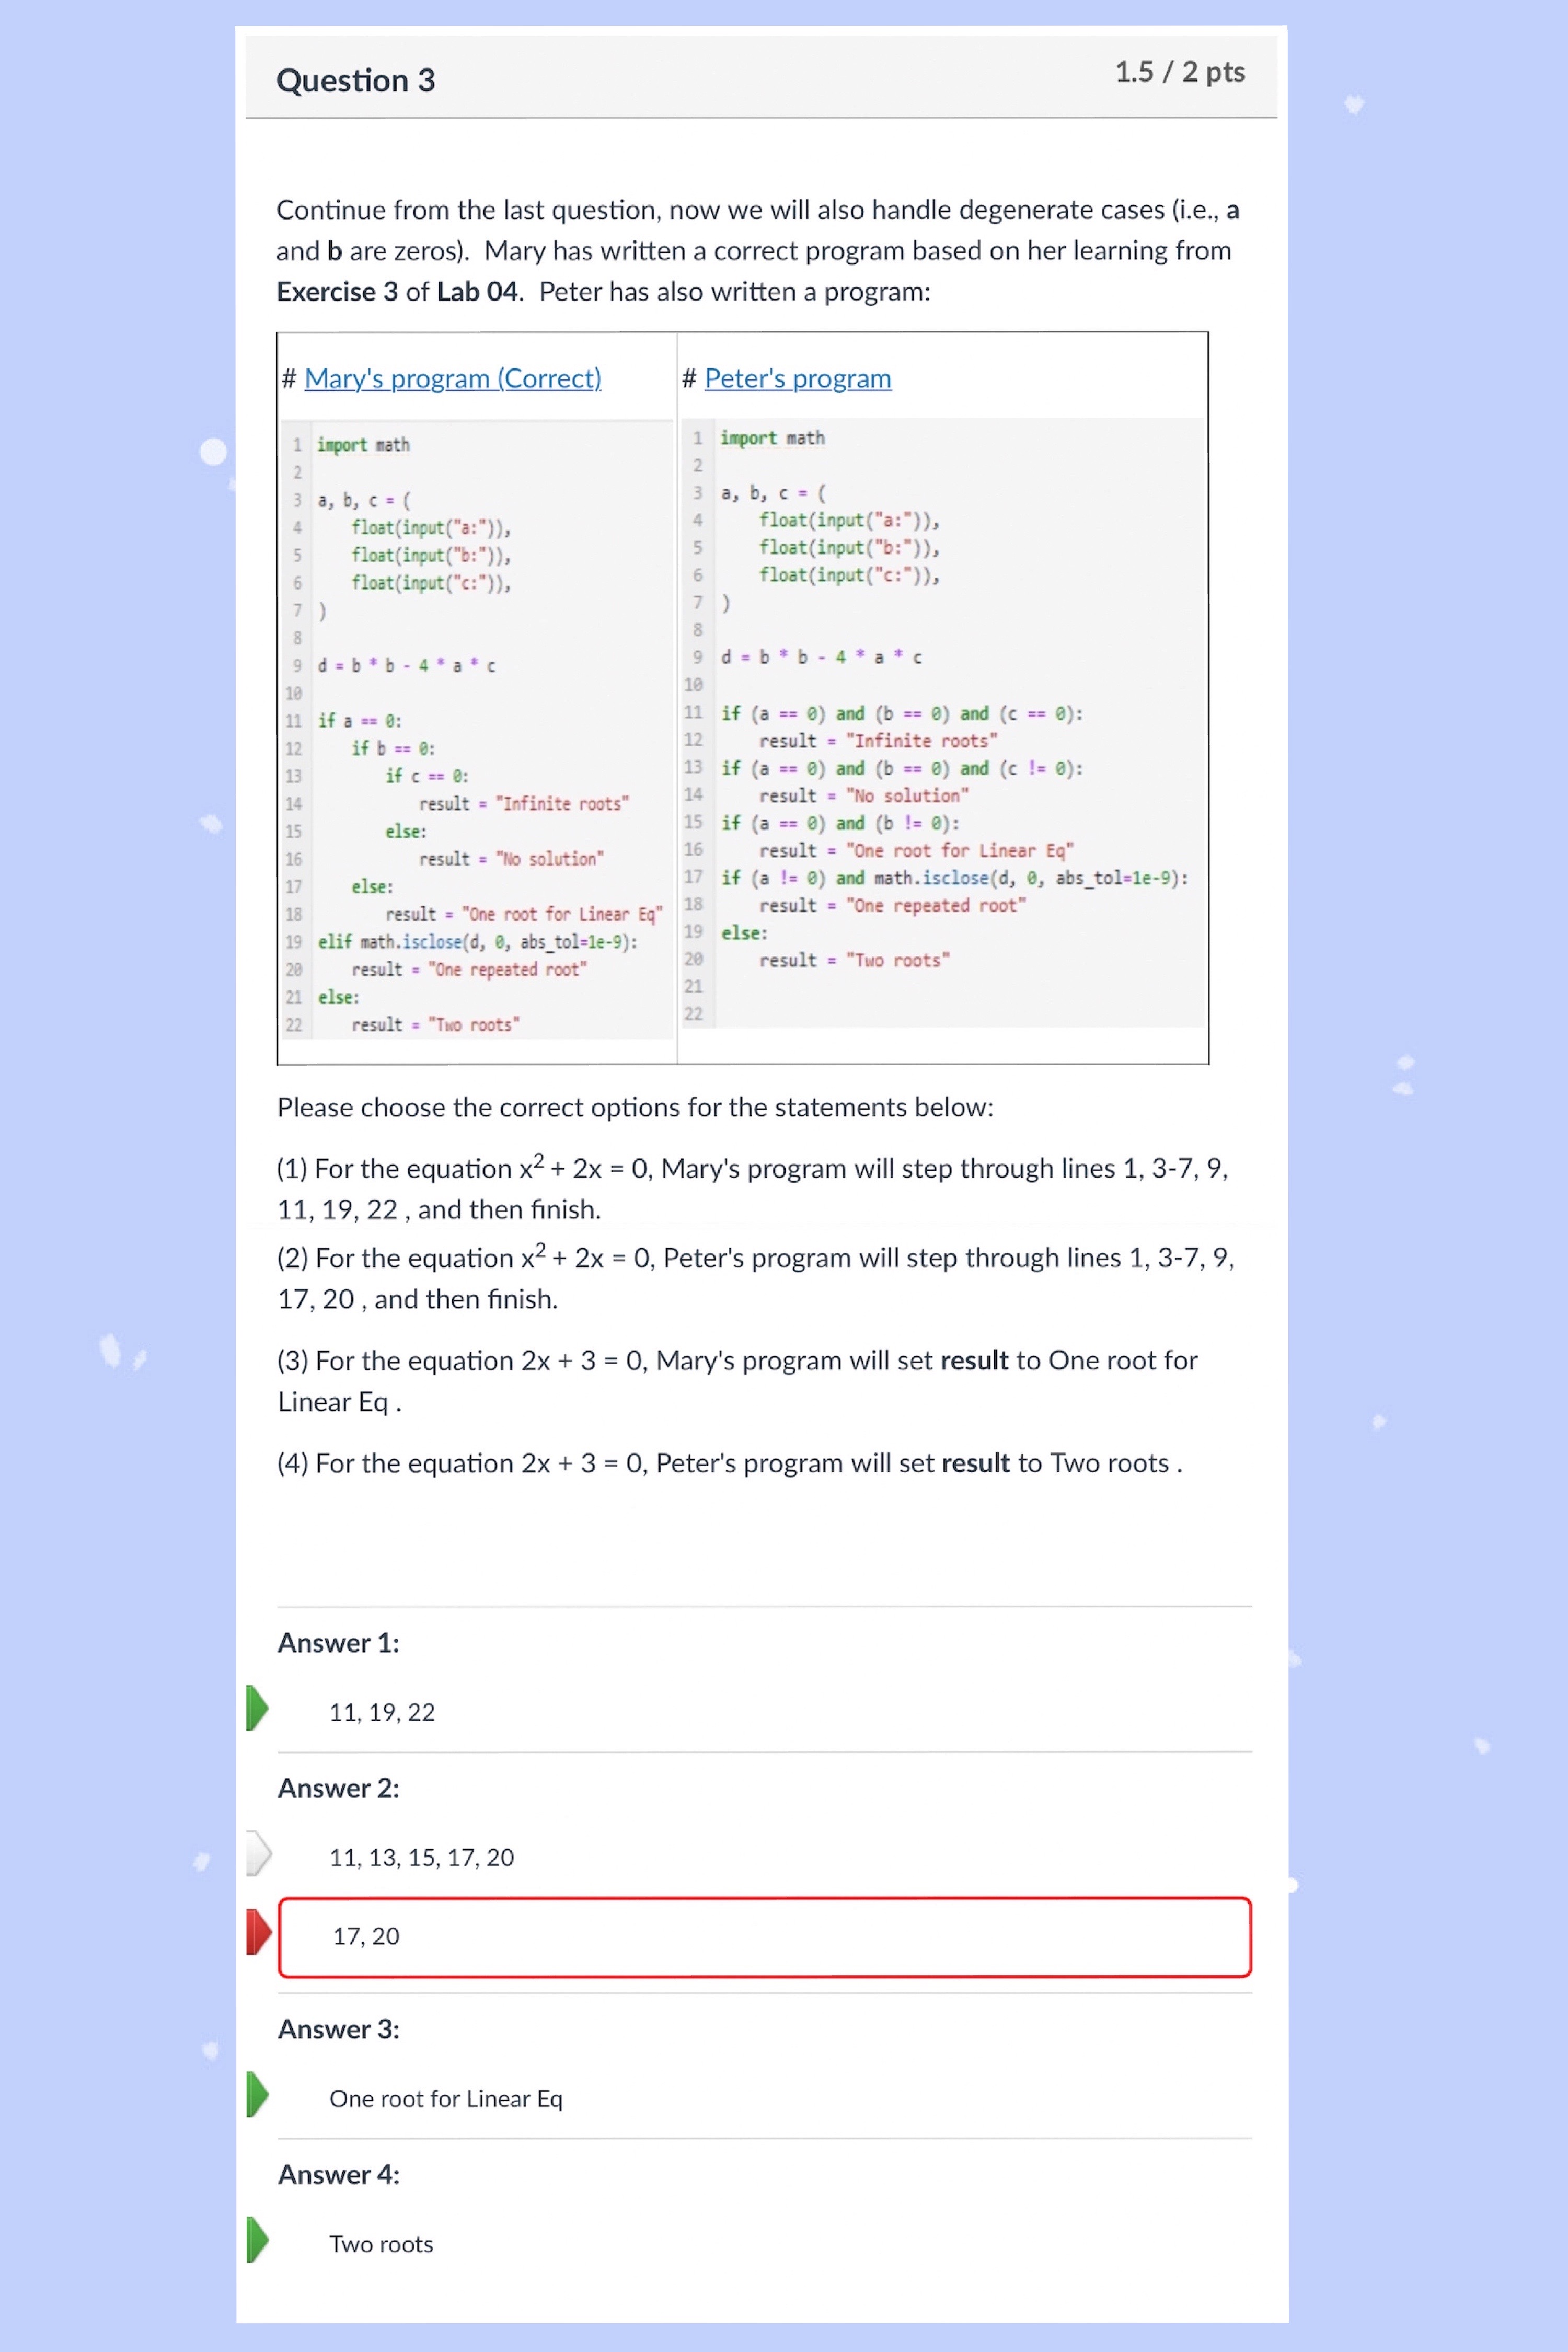 Question 3
1.5 / 2 pts
Continue from the last question, now we will also handle degenerate cases (i.e., a
and b are zeros).  Mary has written a correct program based on her learning from
Exercise 3 of Lab 04.  Peter has also written a program:
# Mary's program (Correct)
1 import math
2
3 a, b, c = (
4     float(input("a:")),
5     float(input("b:")),
6     float(input("c:")),
7 )
8
9 d = b * b - 4 * a * c
10
11 if a == 0:
12     if b == 0:
13         if c == 0:
14             result = "Infinite roots"
15         else:
16             result = "No solution"
17     else:
18         result = "One root for Linear Eq"
19 elif math.isclose(d, 0, abs_tol=1e-9):
20     result = "One repeated root"
21 else:
22     result = "Two roots"
# Peter's program
1 import math
2
3 a, b, c = (
4     float(input("a:")),
5     float(input("b:")),
6     float(input("c:")),
7 )
8
9 d = b * b - 4 * a * c
10
11 if (a == 0) and (b == 0) and (c == 0):
12     result = "Infinite roots"
13 if (a == 0) and (b == 0) and (c != 0):
14     result = "No solution"
15 if (a == 0) and (b != 0):
16     result = "One root for Linear Eq"
17 if (a != 0) and math.isclose(d, 0, abs_tol=1e-9):
18     result = "One repeated root"
19 else:
20     result = "Two roots"
21
22
Please choose the correct options for the statements below:
(1) For the equation x² + 2x = 0, Mary's program will step through lines 1, 3-7, 9,
11, 19, 22 , and then finish.
(2) For the equation x² + 2x = 0, Peter's program will step through lines 1, 3-7, 9,
17, 20 , and then finish.
(3) For the equation 2x + 3 = 0, Mary's program will set result to One root for
Linear Eq .
(4) For the equation 2x + 3 = 0, Peter's program will set result to Two roots .
Answer 1:
11, 19, 22
Answer 2:
11, 13, 15, 17, 20
17, 20
Answer 3:
One root for Linear Eq
Answer 4:
Two roots